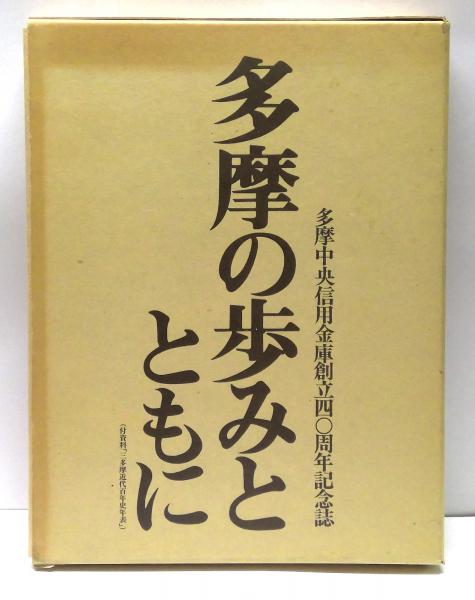 多摩中央信用金庫創立四〇周年記念誌
多摩の歩みと
ともに
(付資料「三多摩近代百年史年表」)